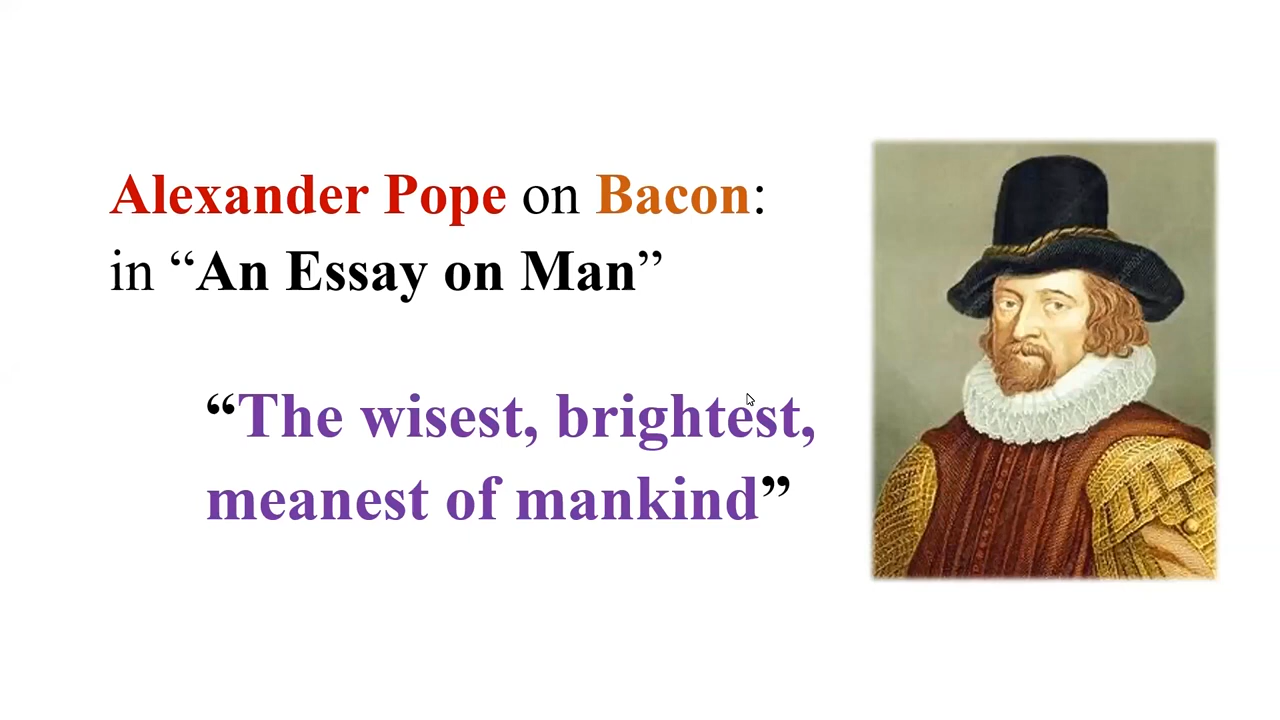 Alexander Pope on Bacon:
in “An Essay on Man”
“The wisest, brightest,
meanest of mankind”